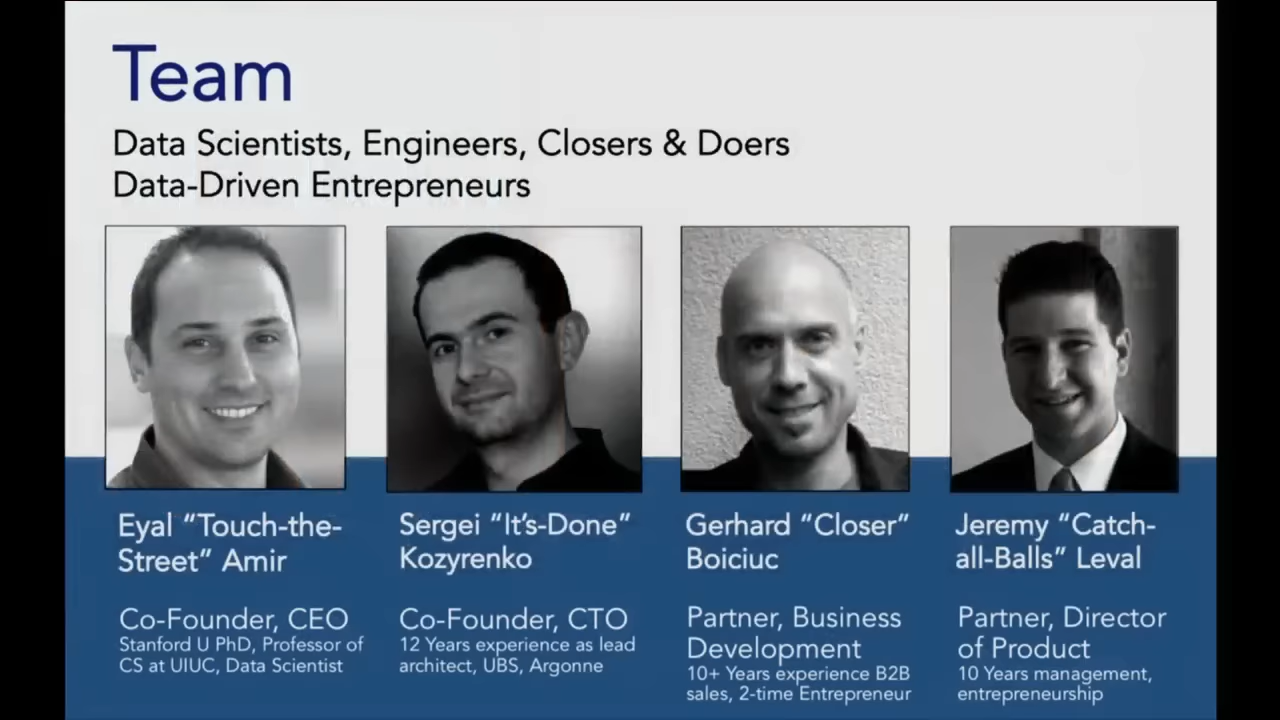 Team
Data Scientists, Engineers, Closers & Doers
Data-Driven Entrepreneurs
Eyal “Touch-the-
Street” Amir
Co-Founder, CEO
Stanford U PhD, Professor of
CS at UIUC, Data Scientist
Sergei “It’s-Done”
Kozyrenko
Co-Founder, CTO
12 Years experience as lead
architect, UBS, Argonne
Gerhard “Closer”
Boiciuc
Partner, Business
Development
10+ Years experience B2B
sales, 2-time Entrepreneur
Jeremy “Catch-
all-Balls” Leval
Partner, Director
of Product
10 Years management,
entrepreneurship